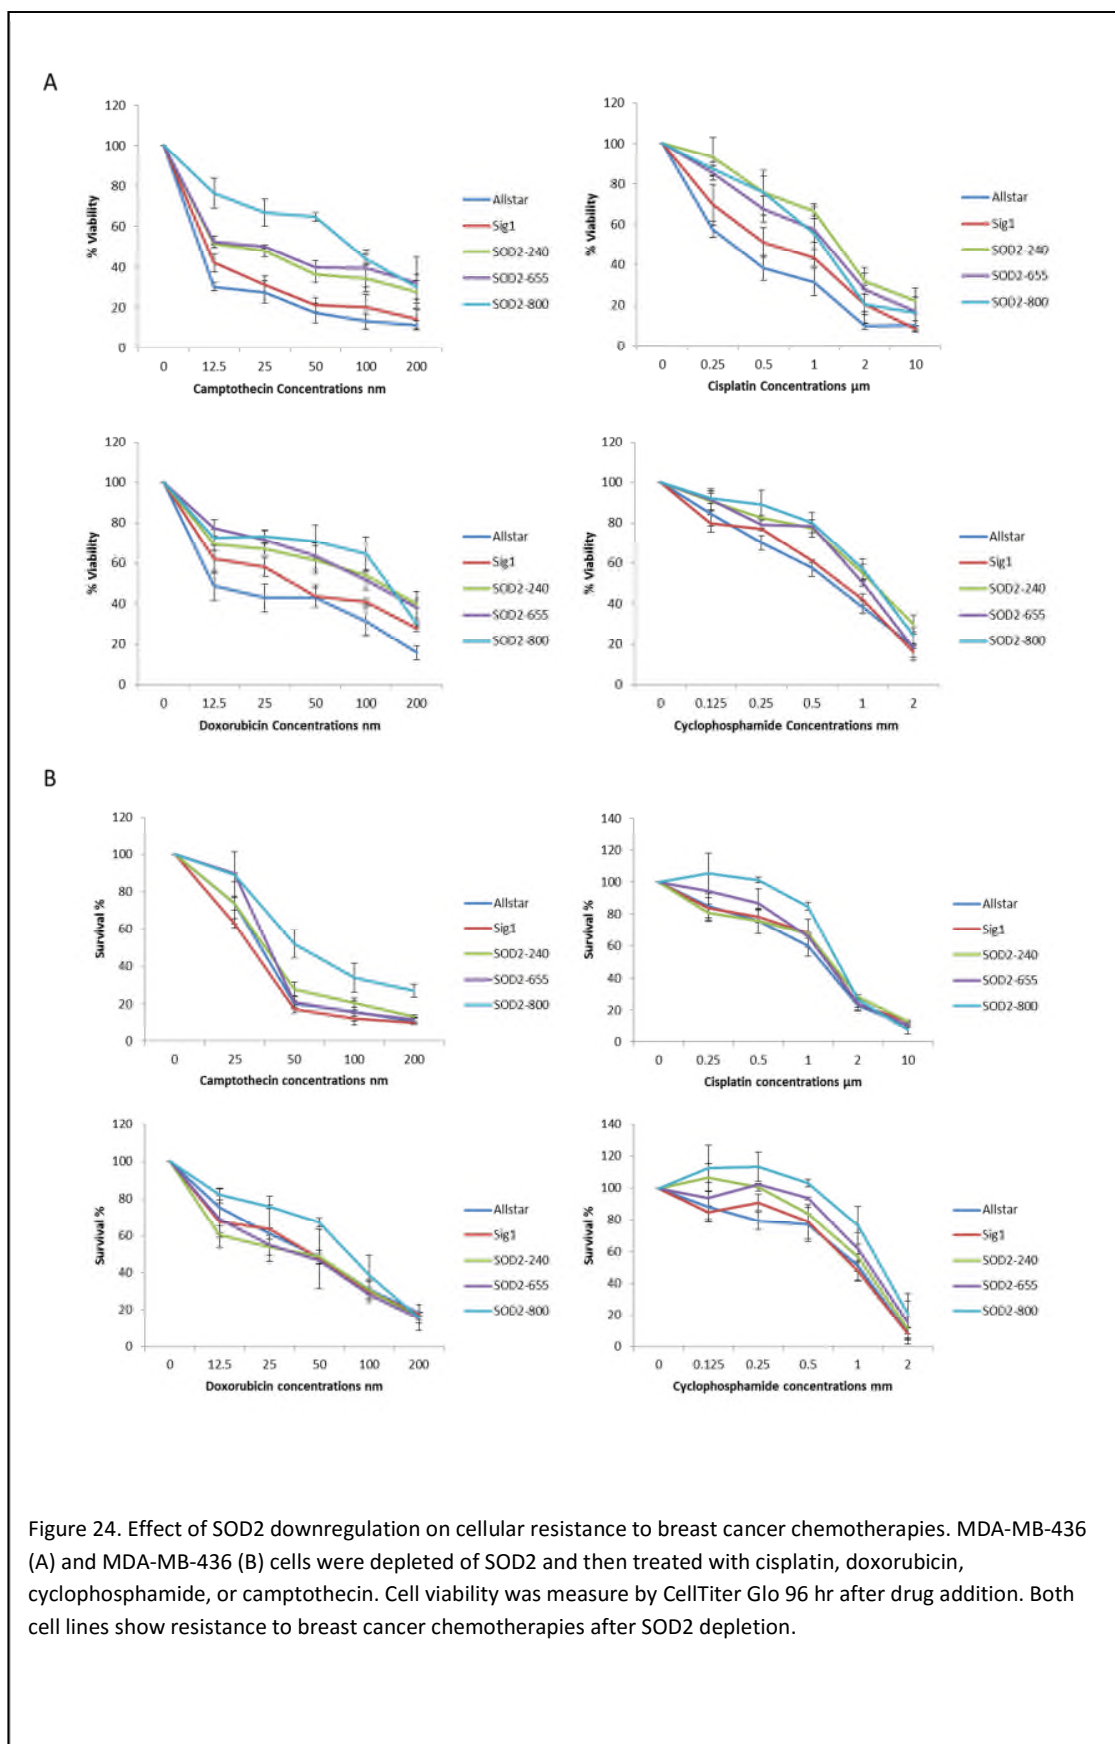 A
120
100
80
60
40
20
0
% Viability
0 12.5 25 50 100 200
Camptothecin Concentrations nm
Allstar
Sig1
SOD2-240
SOD2-655
SOD2-800
120
100
80
60
40
20
0
% Viability
0 0.25 0.5 1 2 10
Cisplatin Concentrations µm
Allstar
Sig1
SOD2-240
SOD2-655
SOD2-800
120
100
80
60
40
20
0
% Viability
0 12.5 25 50 100 200
Doxorubicin Concentrations nm
Allstar
Sig1
SOD2-240
SOD2-655
SOD2-800
120
100
80
60
40
20
0
% Viability
0 0.125 0.25 0.5 1 2
Cyclophosphamide Concentrations mm
Allstar
Sig1
SOD2-240
SOD2-655
SOD2-800
B
120
100
80
60
40
20
0
Survival %
0 25 50 100 200
Camptothecin concentrations nm
Allstar
Sig1
SOD2-240
SOD2-655
SOD2-800
140
120
100
80
60
40
20
0
Survival %
0 0.25 0.5 1 2 10
Cisplatin concentrations µm
Allstar
Sig1
SOD2-240
SOD2-655
SOD2-800
120
100
80
60
40
20
0
Survival %
0 12.5 25 50 100 200
Doxorubicin concentrations nm
Allstar
Sig1
SOD2-240
SOD2-655
SOD2-800
140
120
100
80
60
40
20
0
Survival %
0 0.125 0.25 0.5 1 2
Cyclophosphamide concentrations mm
Allstar
Sig1
SOD2-240
SOD2-655
SOD2-800
Figure 24. Effect of SOD2 downregulation on cellular resistance to breast cancer chemotherapies. MDA-MB-436
(A) and MDA-MB-436 (B) cells were depleted of SOD2 and then treated with cisplatin, doxorubicin,
cyclophosphamide, or camptothecin. Cell viability was measure by CellTiter Glo 96 hr after drug addition. Both
cell lines show resistance to breast cancer chemotherapies after SOD2 depletion.